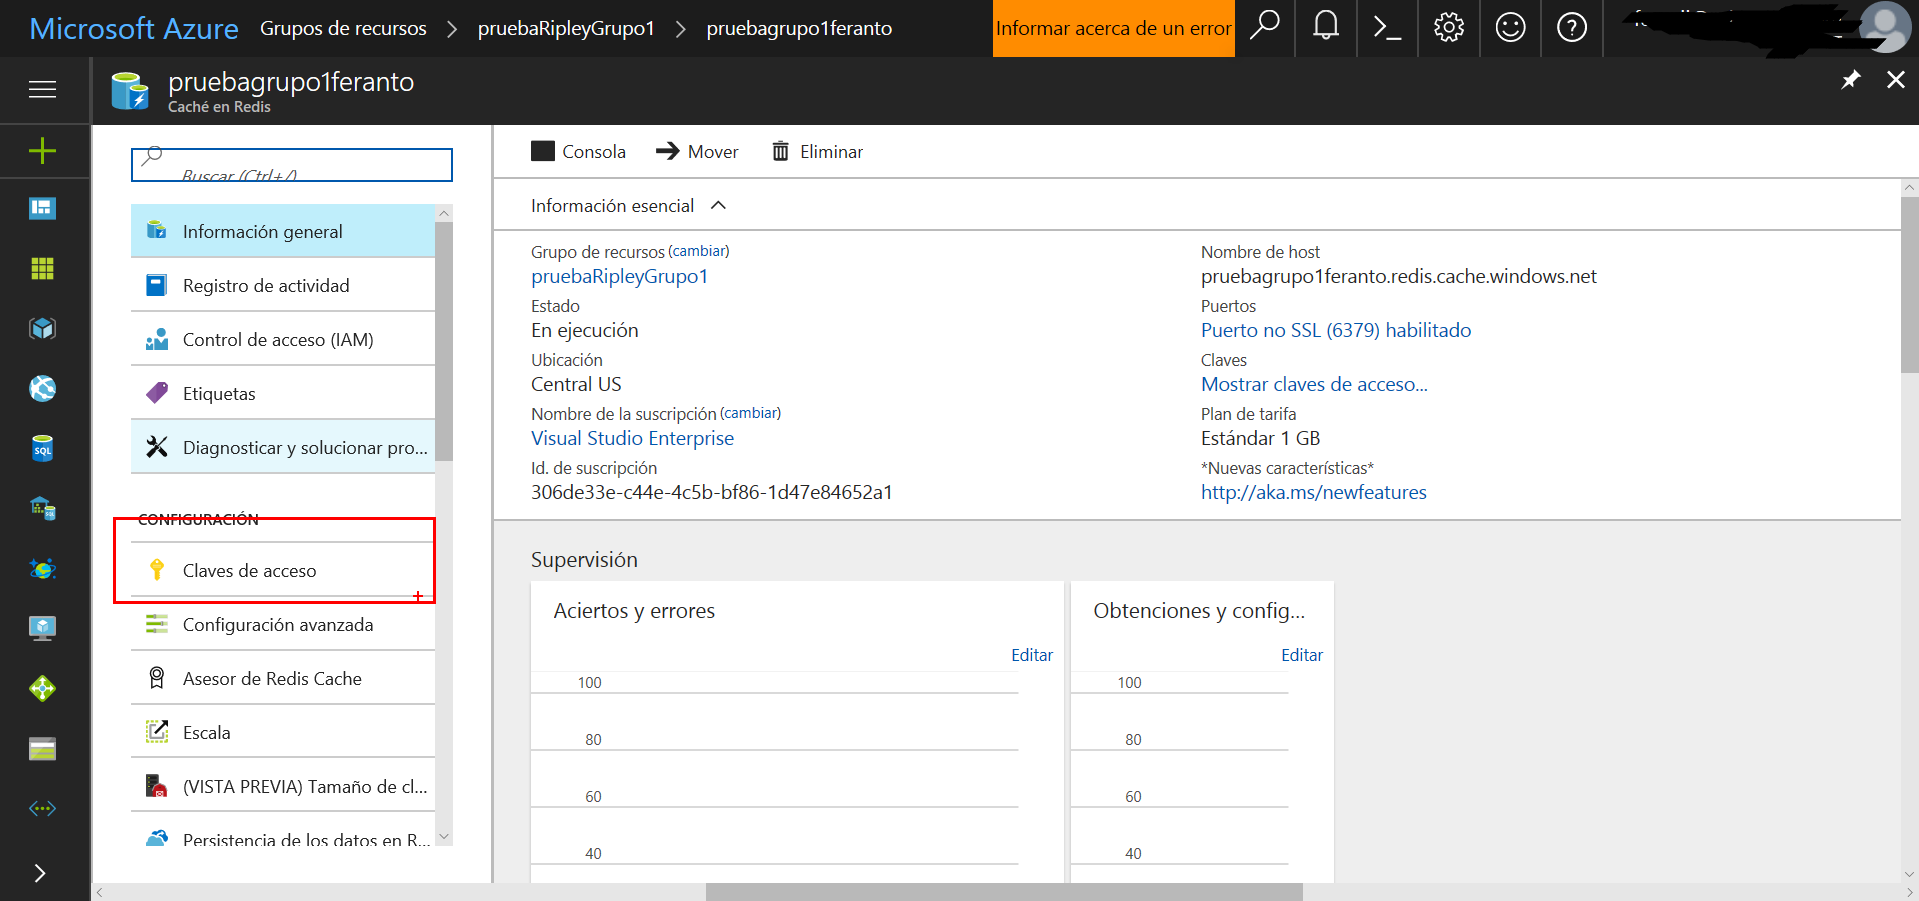 Microsoft Azure Grupos de recursos pruebaRipleyGrupo1 pruebagrupo1feranto
Informar acerca de un error
pruebagrupo1feranto
Caché en Redis
Buscar (Ctrl+/)
Información general
Registro de actividad
Control de acceso (IAM)
Etiquetas
Diagnosticar y solucionar pro...
CONFIGURACIÓN
Claves de acceso
Configuración avanzada
Asesor de Redis Cache
Escala
(VISTA PREVIA) Tamaño de cl...
Persistencia de los datos en R...
SQL
Consola Mover Eliminar
Información esencial
Grupo de recursos (cambiar)
pruebaRipleyGrupo1
Estado
En ejecución
Ubicación
Central US
Nombre de la suscripción (cambiar)
Visual Studio Enterprise
Id. de suscripción
306de33e-c44e-4c5b-bf86-1d47e84652a1
Nombre de host
pruebagrupo1feranto.redis.cache.windows.net
Puertos
Puerto no SSL (6379) habilitado
Claves
Mostrar claves de acceso...
Plan de tarifa
Estándar 1 GB
*Nuevas características*
http://aka.ms/newfeatures
Supervisión
Aciertos y errores
Editar
100
80
60
40
Obtenciones y config...
Editar
100
80
60
40